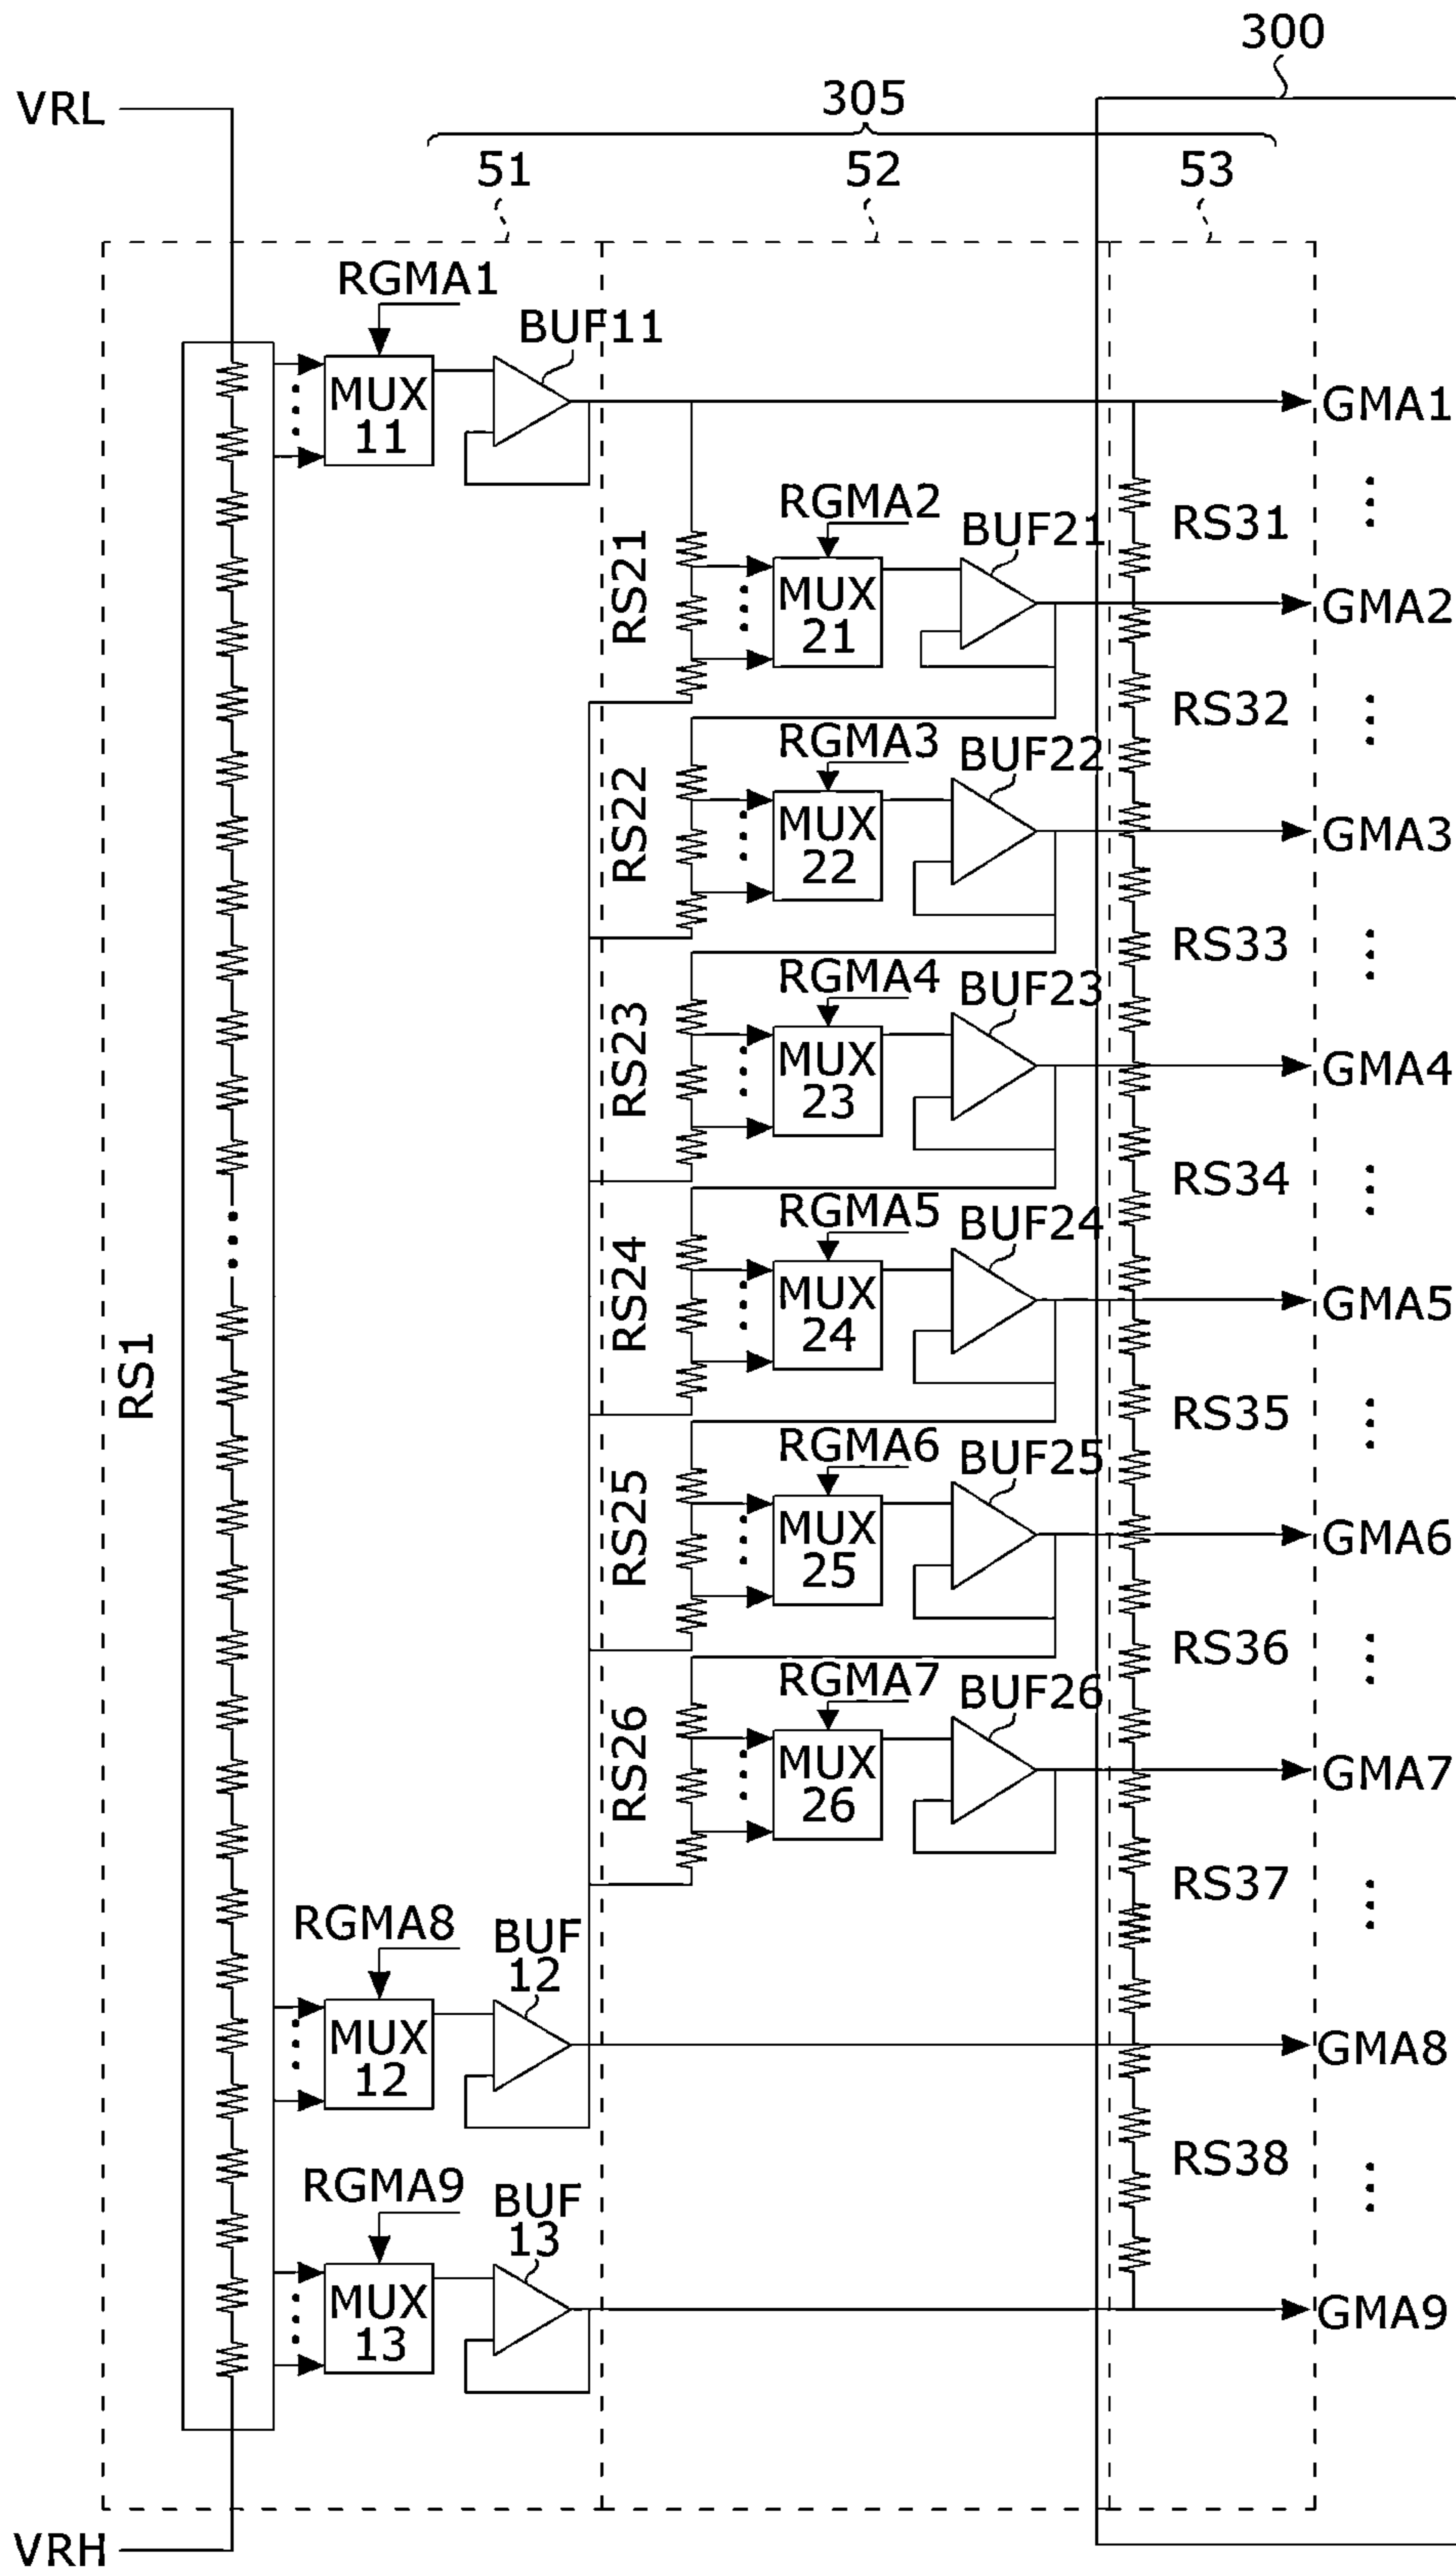 300
VRL
305
51
52
53
RGMA1
BUF11
MUX
11
GMA1
RS21
RGMA2
BUF21
RS31
MUX
21
GMA2
RS32
RS22
RGMA3
BUF22
MUX
22
GMA3
RS33
RS23
RGMA4
BUF23
MUX
23
GMA4
RS34
RS24
RGMA5
BUF24
MUX
24
GMA5
RS1
RS35
RS25
RGMA6
BUF25
MUX
25
GMA6
RS36
RS26
RGMA7
BUF26
MUX
26
GMA7
RS37
RGMA8
BUF
12
MUX
12
GMA8
RS38
RGMA9
BUF
13
MUX
13
GMA9
VRH